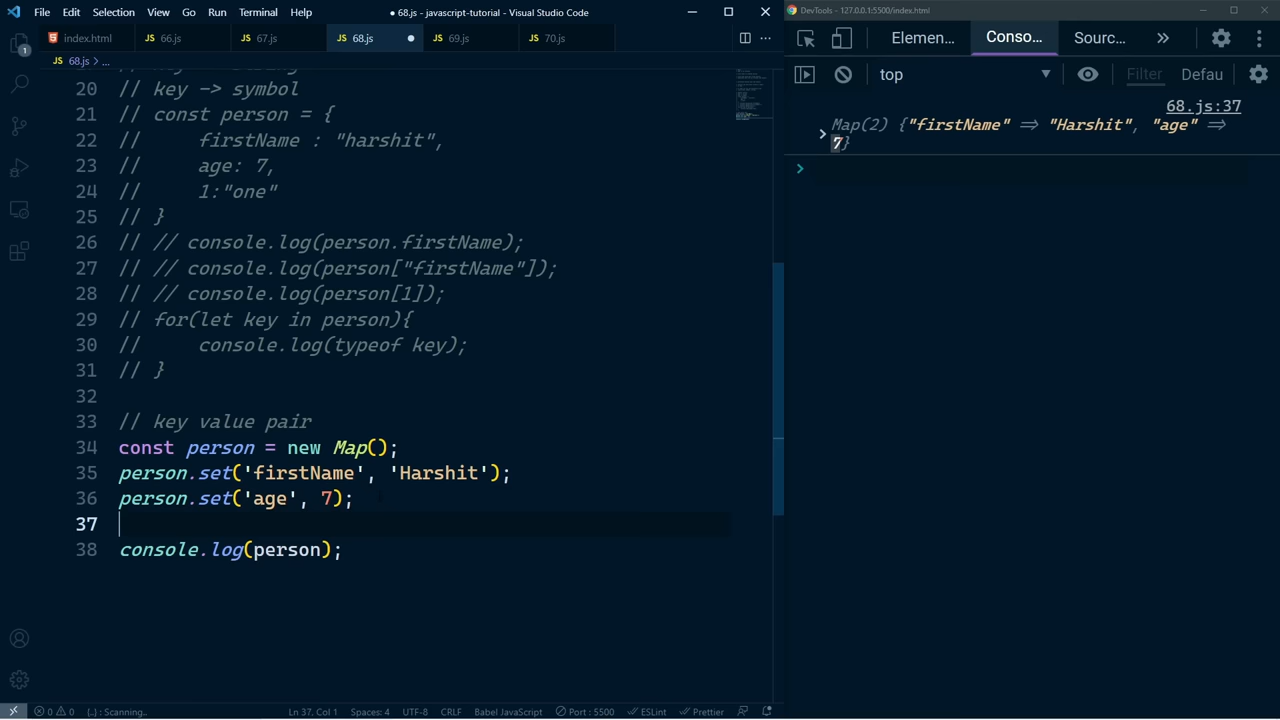 File Edit Selection View Go Run Terminal Help
● 68.js - javascript-tutorial - Visual Studio Code
index.html JS 66.js JS 67.js JS 68.js JS 69.js JS 70.js
JS 68.js > ...
20 // key -> symbol
21 // const person = {
22 //     firstName : "harshit",
23 //     age: 7,
24 //     1:"one"
25 // }
26 // // console.log(person.firstName);
27 // // console.log(person["firstName"]);
28 // // console.log(person[1]);
29 // for(let key in person){
30 //     console.log(typeof key);
31 // }
32
33 // key value pair
34 const person = new Map();
35 person.set('firstName', 'Harshit');
36 person.set('age', 7);
37
38 console.log(person);
1
0 0 {..} : Scanning.. Ln 37, Col 1 Spaces: 4 UTF-8 CRLF Babel JavaScript Port : 5500 ESLint Prettier
DevTools - 127.0.0.1:5500/index.html
Elemen... Conso... Sourc... »
top Filter Defau
68.js:37
Map(2) {"firstName" => "Harshit", "age" =>
7}